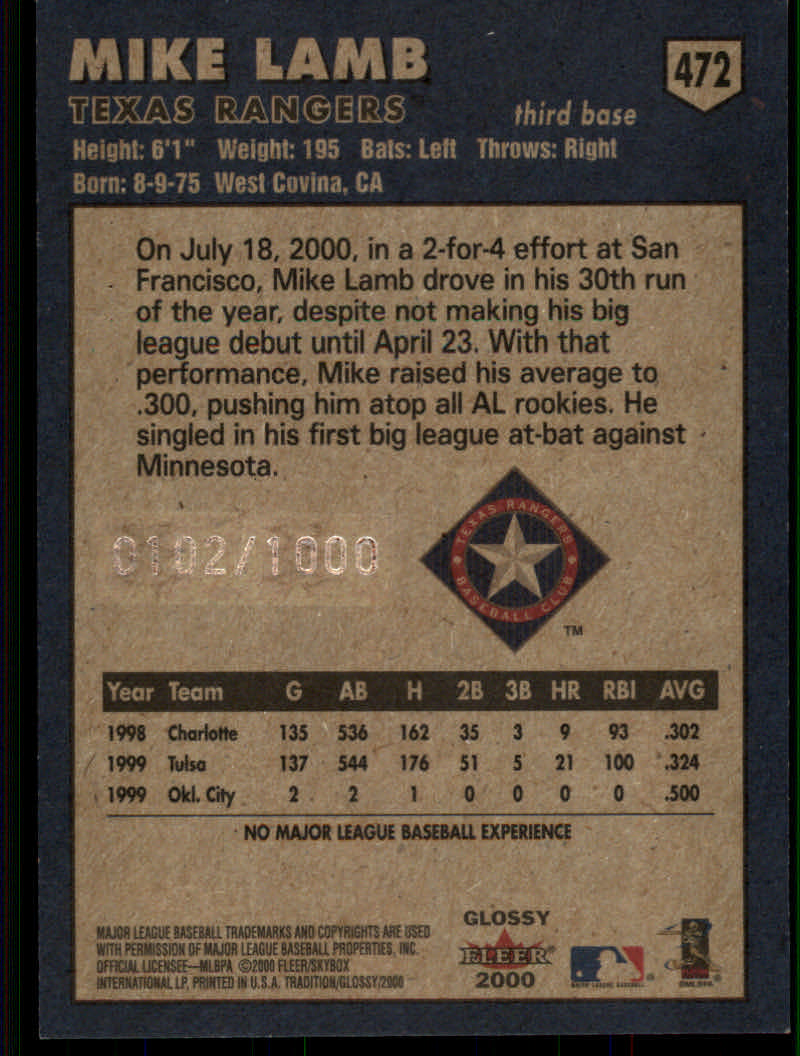 MIKE LAMB
472
TEXAS RANGERS third base
Height: 6'1" Weight: 195 Bats: Left Throws: Right
Born: 8-9-75 West Covina, CA
On July 18, 2000, in a 2-for-4 effort at San
Francisco, Mike Lamb drove in his 30th run
of the year, despite not making his big
league debut until April 23. With that
performance, Mike raised his average to
.300, pushing him atop all AL rookies. He
singled in his first big league at-bat against
Minnesota.
0102/1000
TEXAS RANGERS
BASEBALL CLUB
TM
Year Team G AB H 2B 3B HR RBI AVG
1998 Charlotte 135 536 162 35 3 9 93 .302
1999 Tulsa 137 544 176 51 5 21 100 .324
1999 Okl. City 2 2 1 0 0 0 0 .500
NO MAJOR LEAGUE BASEBALL EXPERIENCE
MAJOR LEAGUE BASEBALL TRADEMARKS AND COPYRIGHTS ARE USED
WITH PERMISSION OF MAJOR LEAGUE BASEBALL PROPERTIES, INC.
OFFICIAL LICENSEE—MLBPA ©2000 FLEER/SKYBOX
INTERNATIONAL LP, PRINTED IN U.S.A. TRADITION/GLOSSY/2000
GLOSSY
FLEER®
2000
MAJOR LEAGUE BASEBALL